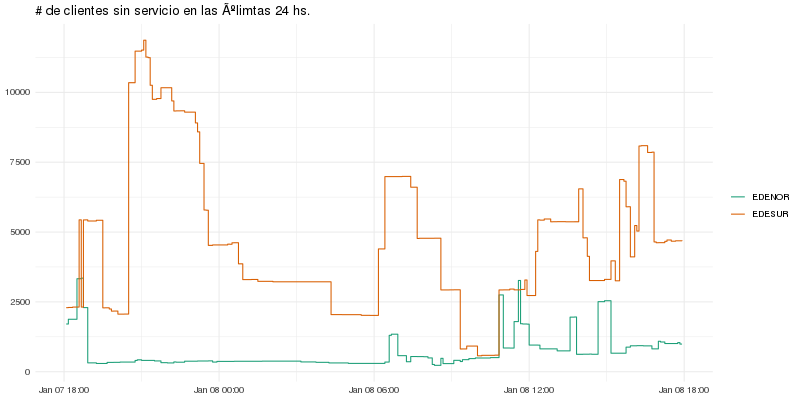 # de clientes sin servicio en las Ãºlimtas 24 hs.
10000
7500
5000
2500
0
Jan 07 18:00 Jan 08 00:00 Jan 08 06:00 Jan 08 12:00 Jan 08 18:00
EDENOR
EDESUR